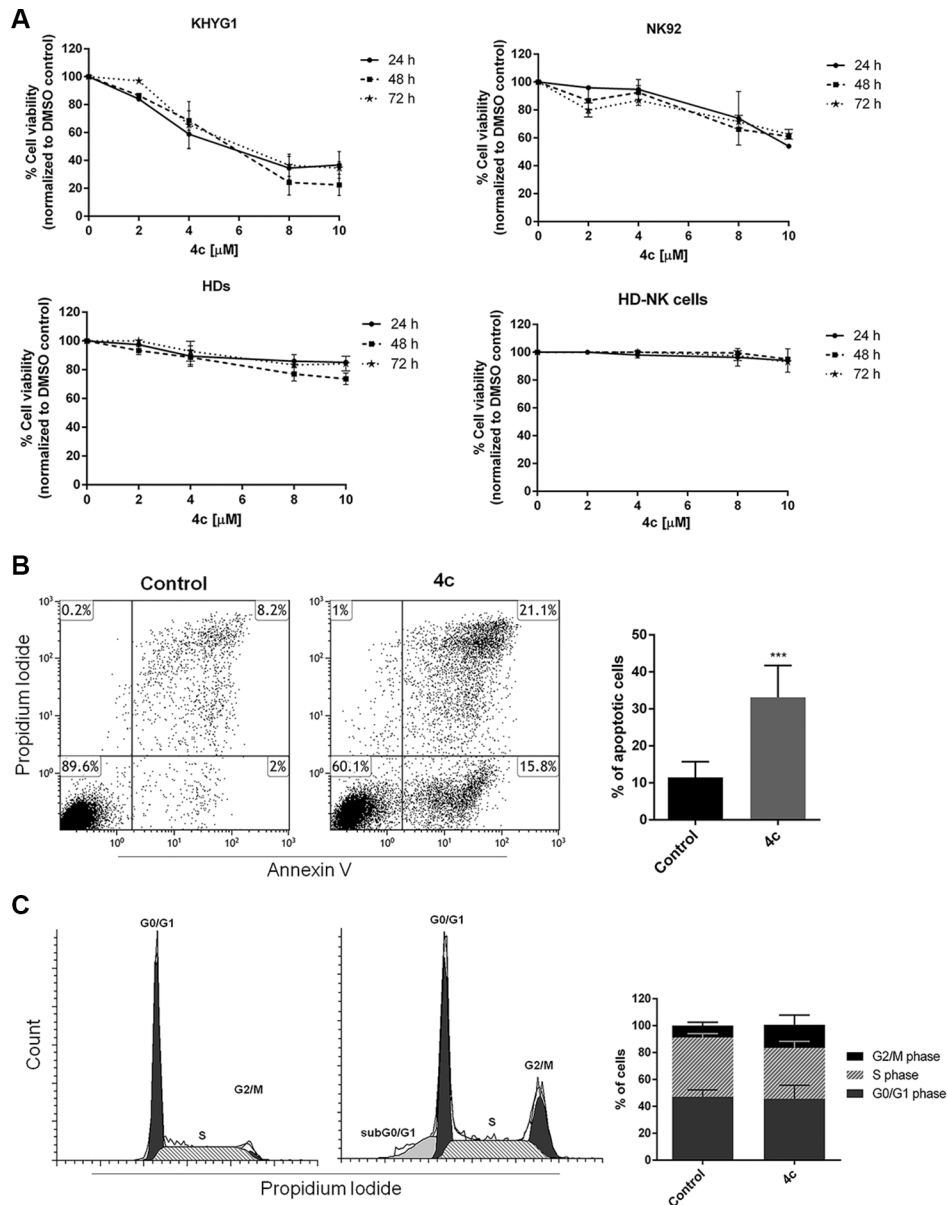 A
KHYG1
% Cell viability
(normalized to DMSO control)
120
100
80
60
40
20
0
0 2 4 6 8 10
4c [µM]
24 h
48 h
72 h
NK92
% Cell viability
(normalized to DMSO control)
120
100
80
60
40
20
0
0 2 4 6 8 10
4c [µM]
24 h
48 h
72 h
HDs
% Cell viability
(normalized to DMSO control)
120
100
80
60
40
20
0
0 2 4 6 8 10
4c [µM]
24 h
48 h
72 h
HD-NK cells
% Cell viability
(normalized to DMSO control)
120
100
80
60
40
20
0
0 2 4 6 8 10
4c [µM]
24 h
48 h
72 h
B
Control
Propidium Iodide
10³
10²
10¹
10⁰
0.2% 8.2%
89.6% 2%
10⁰ 10¹ 10² 10³
4c
10³
10²
10¹
10⁰
1% 21.1%
60.1% 15.8%
10⁰ 10¹ 10² 10³
Annexin V
% of apoptotic cells
50
40
30
20
10
0
***
Control 4c
C
Count
G0/G1
S
G2/M
G0/G1
subG0/G1
S
G2/M
Propidium Iodide
% of cells
120
100
80
60
40
20
0
Control 4c
G2/M phase
S phase
G0/G1 phase